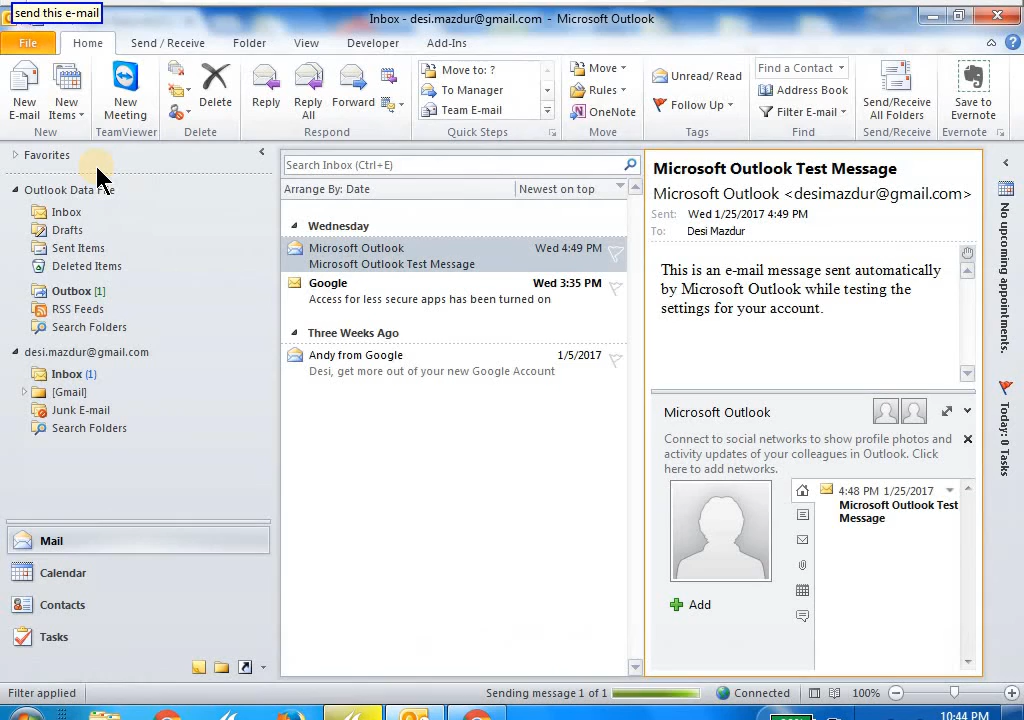 send this e-mail
Inbox - desi.mazdur@gmail.com - Microsoft Outlook
File Home Send / Receive Folder View Developer Add-Ins
New E-mail
New Items
New Meeting
Delete
Reply
Reply All
Forward
Move to: ?
To Manager
Team E-mail
Move
Rules
OneNote
Unread/ Read
Follow Up
Find a Contact
Address Book
Filter E-mail
Send/Receive All Folders
Save to Evernote
New TeamViewer Delete Respond Quick Steps Move Tags Find Send/Receive Evernote
Favorites
Outlook Data File
Inbox
Drafts
Sent Items
Deleted Items
Outbox [1]
RSS Feeds
Search Folders
desi.mazdur@gmail.com
Inbox (1)
[Gmail]
Junk E-mail
Search Folders
Mail
Calendar
Contacts
Tasks
Search Inbox (Ctrl+E)
Arrange By: Date Newest on top
Wednesday
Microsoft Outlook Wed 4:49 PM
Microsoft Outlook Test Message
Google Wed 3:35 PM
Access for less secure apps has been turned on
Three Weeks Ago
Andy from Google 1/5/2017
Desi, get more out of your new Google Account
Microsoft Outlook Test Message
Microsoft Outlook <desimazdur@gmail.com>
Sent: Wed 1/25/2017 4:49 PM
To: Desi Mazdur
This is an e-mail message sent automatically
by Microsoft Outlook while testing the
settings for your account.
Microsoft Outlook
Connect to social networks to show profile photos and
activity updates of your colleagues in Outlook. Click
here to add networks.
4:48 PM 1/25/2017
Microsoft Outlook Test
Message
Add
No upcoming appointments.
Today: 0 Tasks
Filter applied Sending message 1 of 1 Connected 100%
10:44 PM